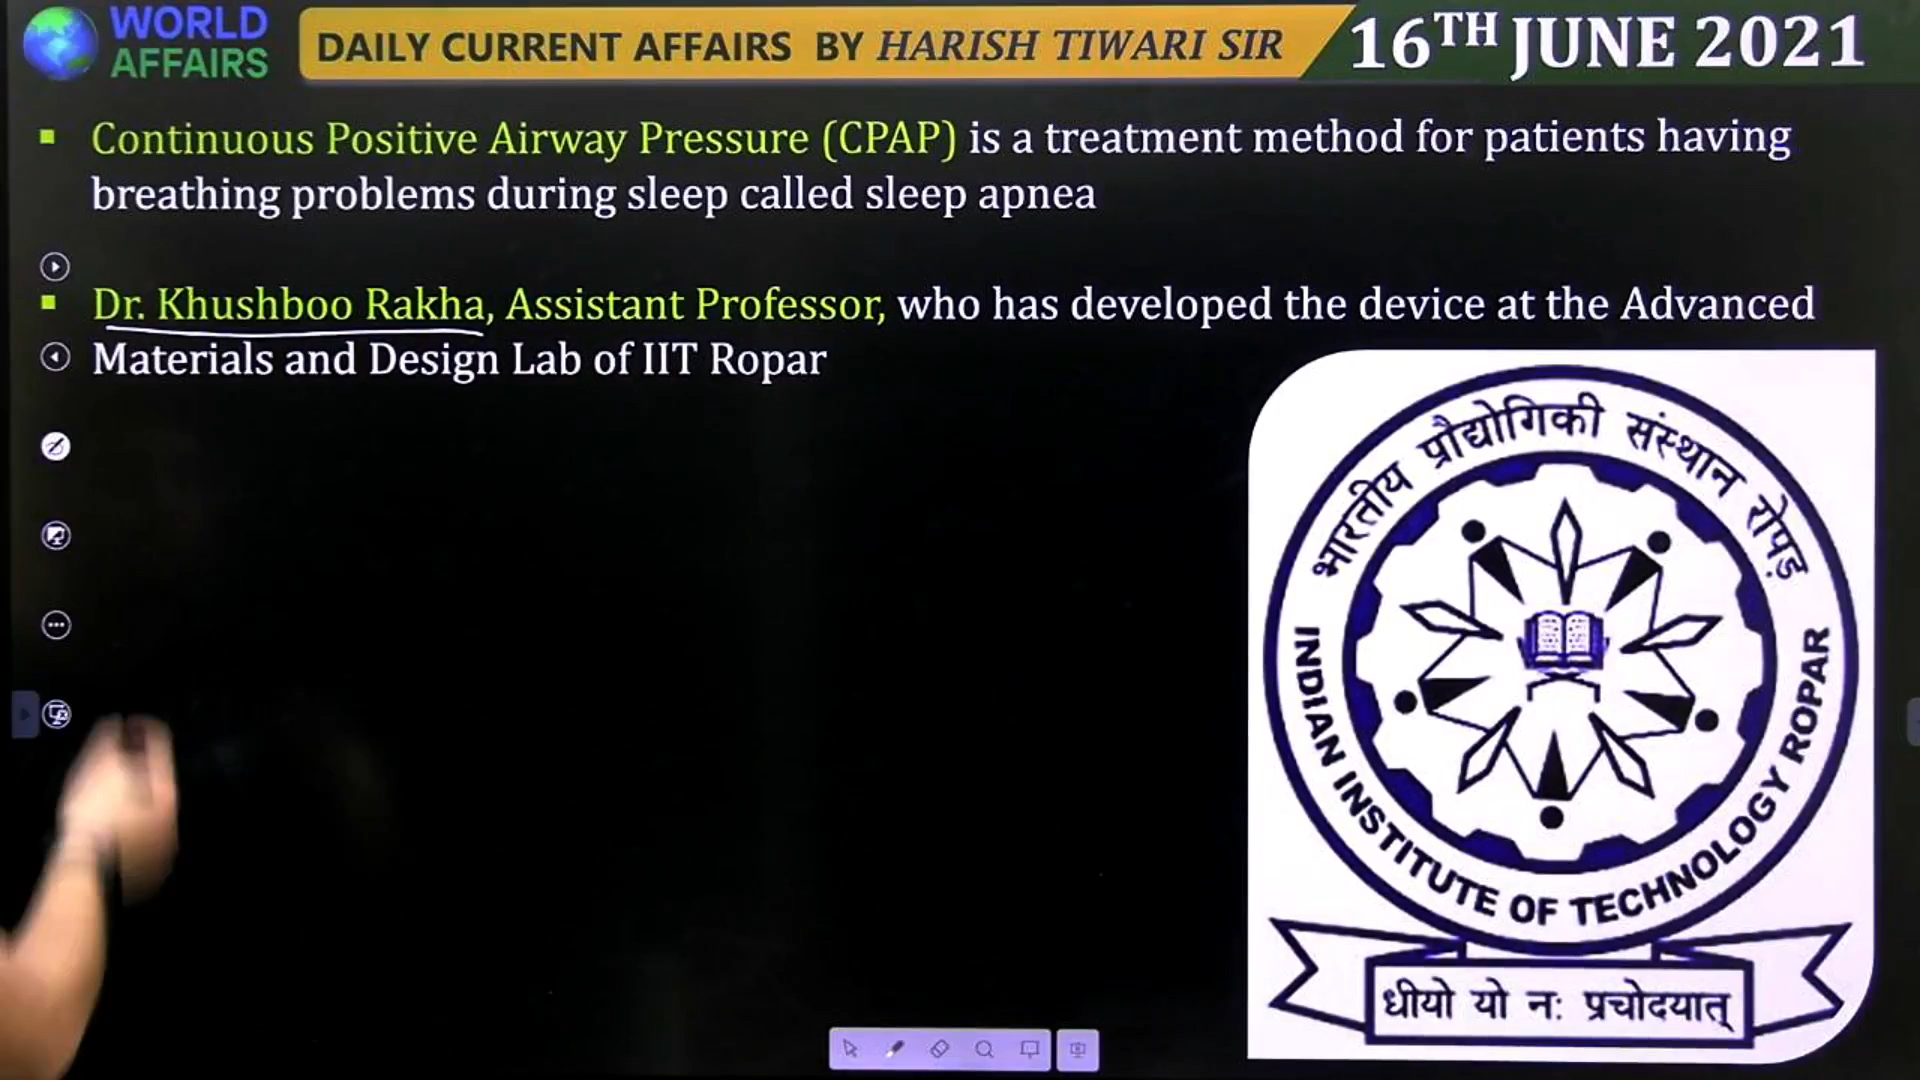 WORLD
AFFAIRS
DAILY CURRENT AFFAIRS BY HARISH TIWARI SIR
16TH JUNE 2021
Continuous Positive Airway Pressure (CPAP) is a treatment method for patients having
breathing problems during sleep called sleep apnea
Dr. Khushboo Rakha, Assistant Professor, who has developed the device at the Advanced
Materials and Design Lab of IIT Ropar
भारतीय प्रौद्योगिकी संस्थान रोपड़
INDIAN INSTITUTE OF TECHNOLOGY ROPAR
धीयो यो नः प्रचोदयात्